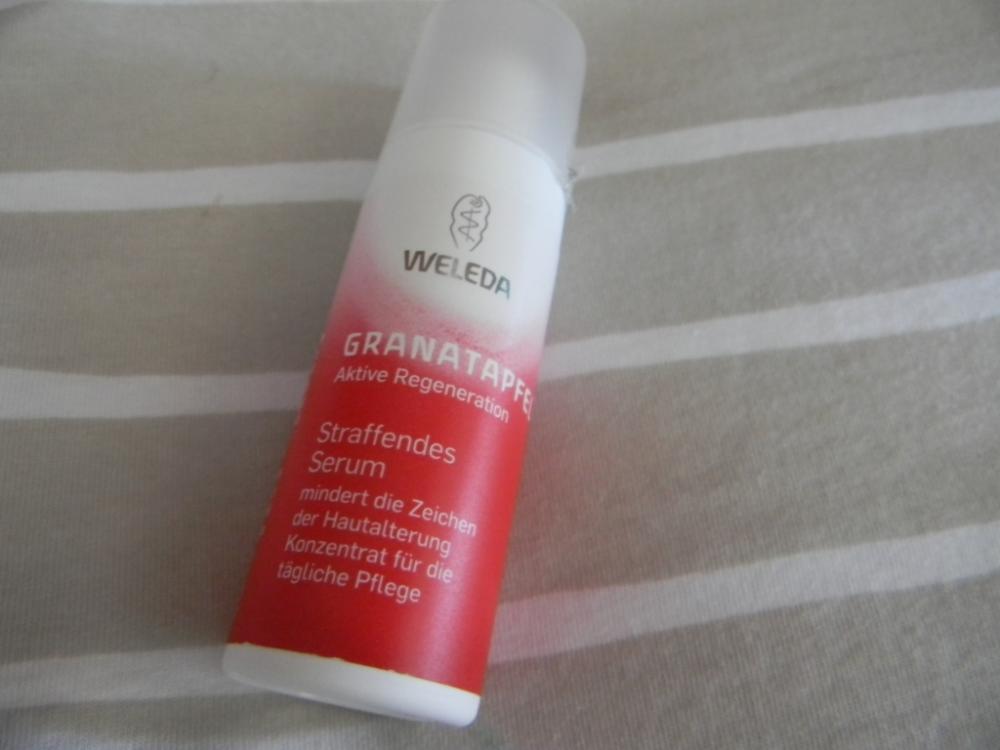 WELEDA
GRANATAPFEL
Aktive Regeneration
Straffendes
Serum
mindert die Zeichen
der Hautalterung
Konzentrat für die
tägliche Pflege